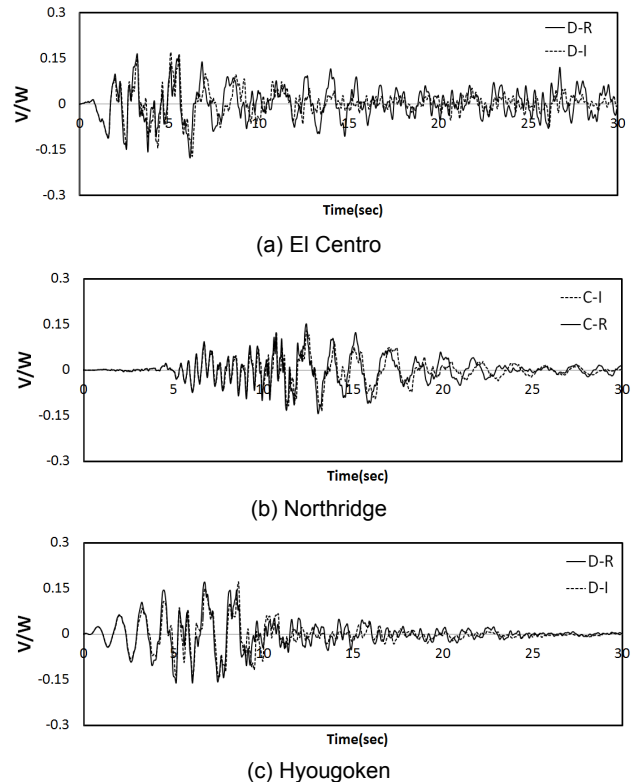 0.3
D-R
0.15
D-I
V/W
0
0 5 10 15 20 25 30
-0.15
-0.3
Time(sec)
(a) El Centro
0.3
C-I
0.15
C-R
V/W
0
0 5 10 15 20 25 30
-0.15
-0.3
Time(sec)
(b) Northridge
0.3
D-R
0.15
D-I
V/W
0
0 5 10 15 20 25 30
-0.15
-0.3
Time(sec)
(c) Hyougoken